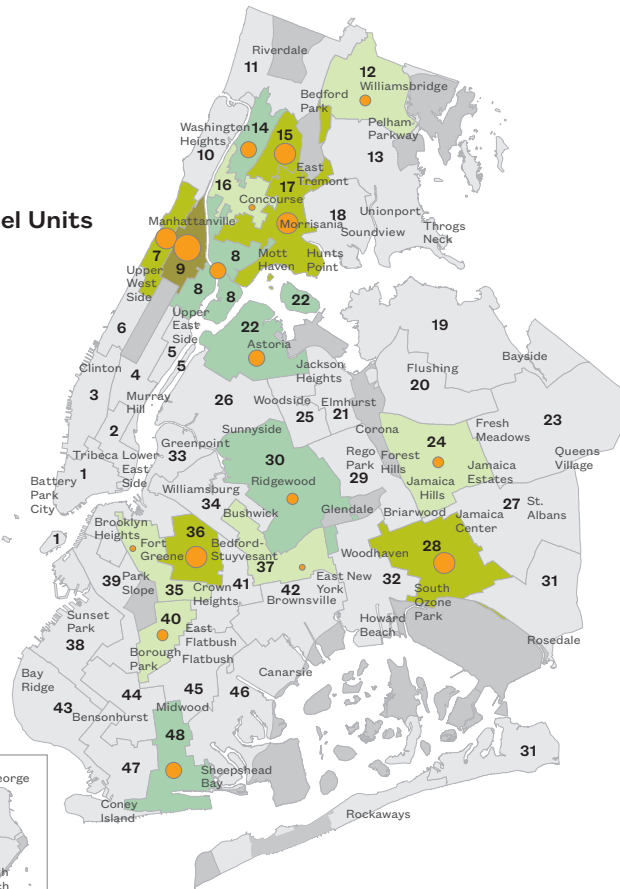 Riverdale
11
12
Williamsbridge
Bedford
Park
Pelham
Parkway
Washington
Heights
14
15
10
13
East
Tremont
16
17
Concourse
18
Unionport
Manhattanville
Morrisania
Soundview
Throgs
Neck
el Units
7
9
8
Mott
Haven
Hunts
Point
Upper
West
Side
8
8
22
Upper
East
Side
6
22
19
Astoria
Bayside
5
5
Jackson
Heights
Flushing
20
Clinton
4
3
Murray
Hill
26
Woodside
Elmhurst
25
21
23
2
Greenpoint
Sunnyside
Corona
Fresh
Meadows
24
Tribeca
Lower
East
Side
33
30
Rego
Park
Forest
Hills
Queens
Village
1
Battery
Park
City
Ridgewood
29
Jamaica
Estates
Jamaica
Hills
Williamsburg
34
Bushwick
Glendale
Briarwood
27
St.
Albans
Jamaica
Center
Brooklyn
Heights
1
36
Fort
Greene
Bedford-
Stuyvesant
28
Woodhaven
37
39
Park
Slope
35
Crown
Heights
41
42
East New
York
Brownsville
32
31
South
Ozone
Park
Sunset
Park
38
40
East
Flatbush
Flatbush
Howard
Beach
Borough
Park
Rosedale
Bay
Ridge
43
44
Bensonhurst
45
46
Canarsie
Midwood
48
47
Sheepshead
Bay
31
eorge
Coney
Island
Rockaways
h
ch